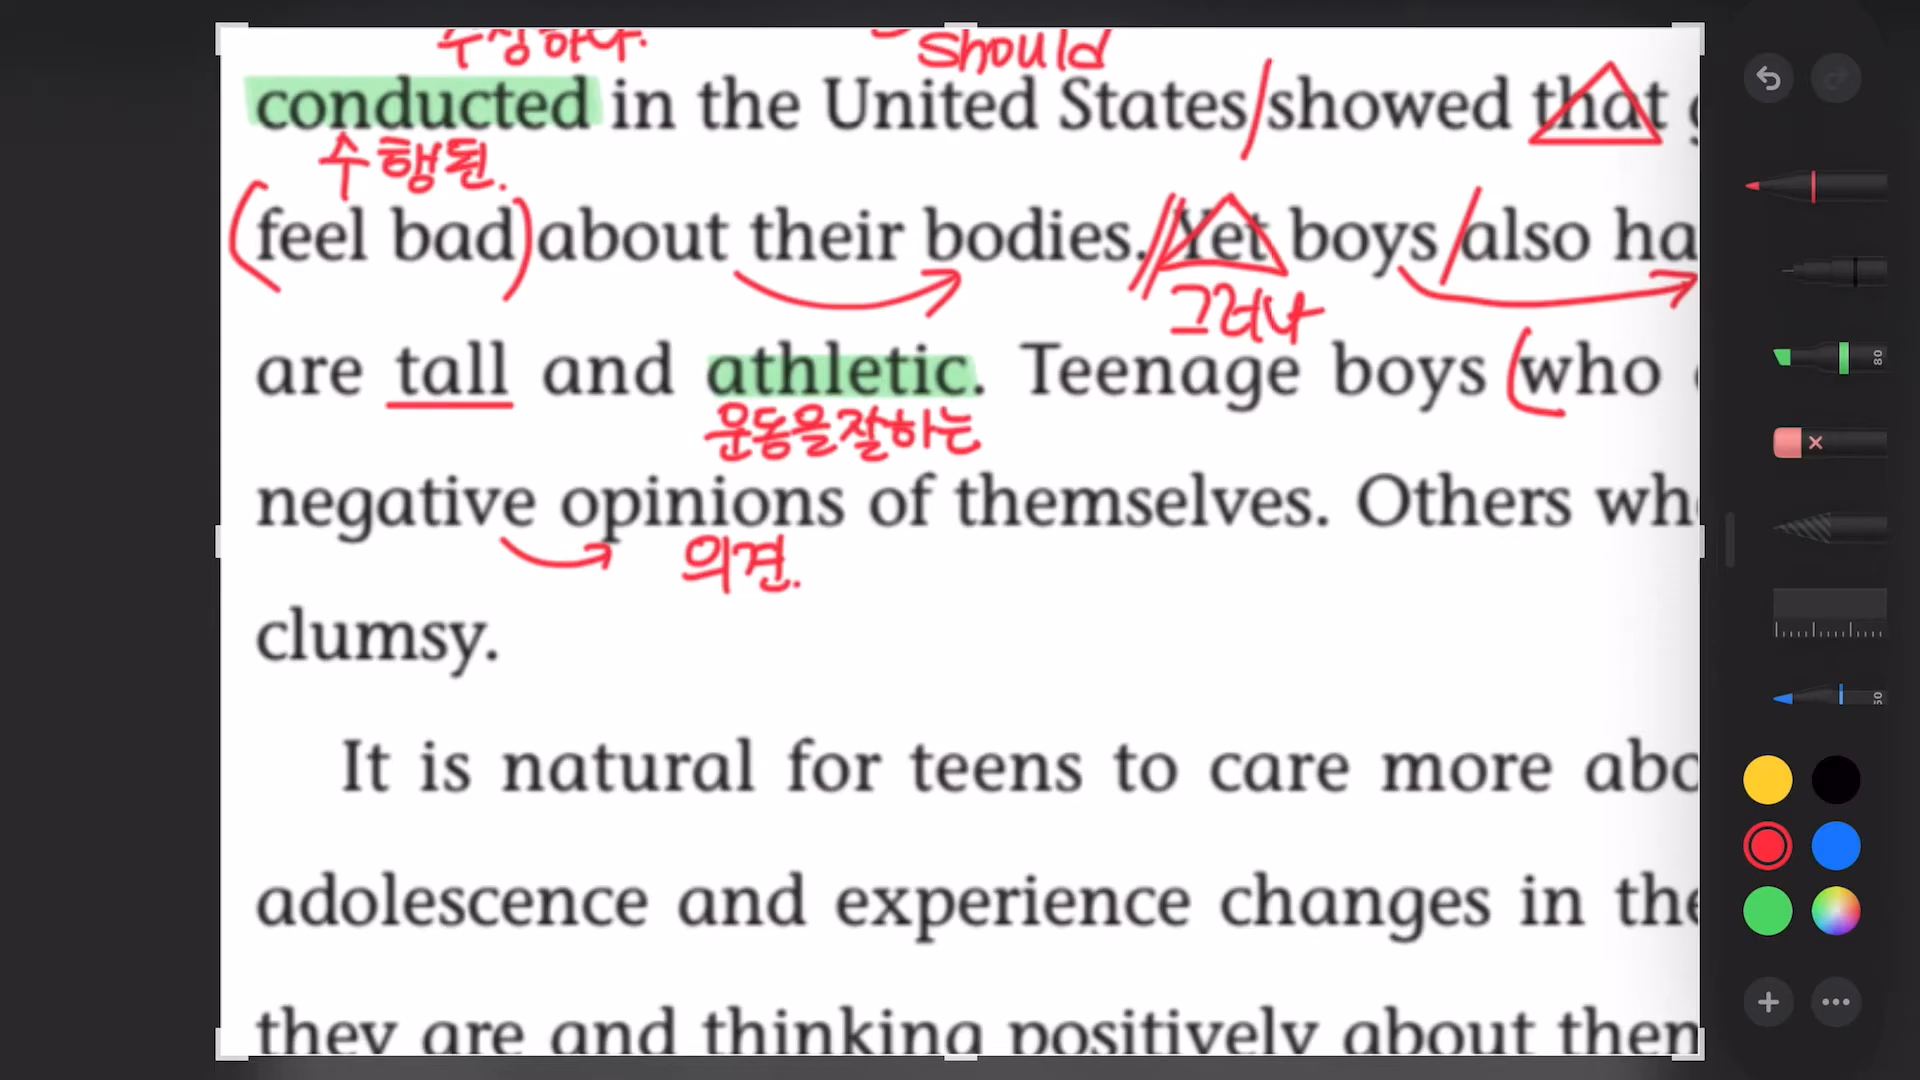 should
conducted in the United States showed that
수행된.
feel bad about their bodies. Yet boys also ha
그러나
are tall and athletic. Teenage boys who
운동을잘하는
negative opinions of themselves. Others wh
의견.
clumsy.
It is natural for teens to care more abo
adolescence and experience changes in the
they are and thinking positively about them
80
50